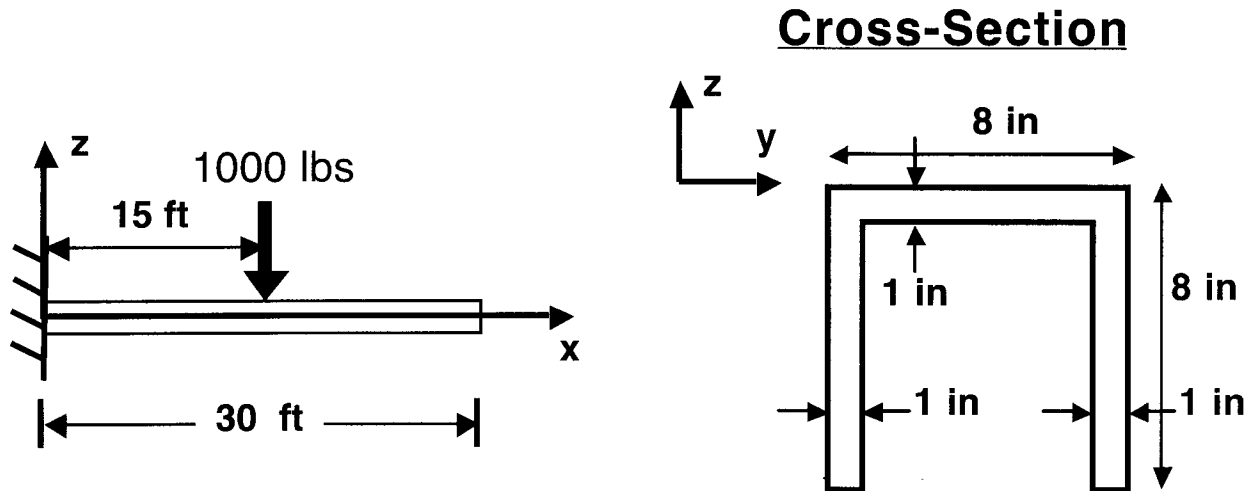 Cross-Section
z
8 in
z
y
1000 lbs
15 ft
1 in
8 in
x
1 in
1 in
30 ft